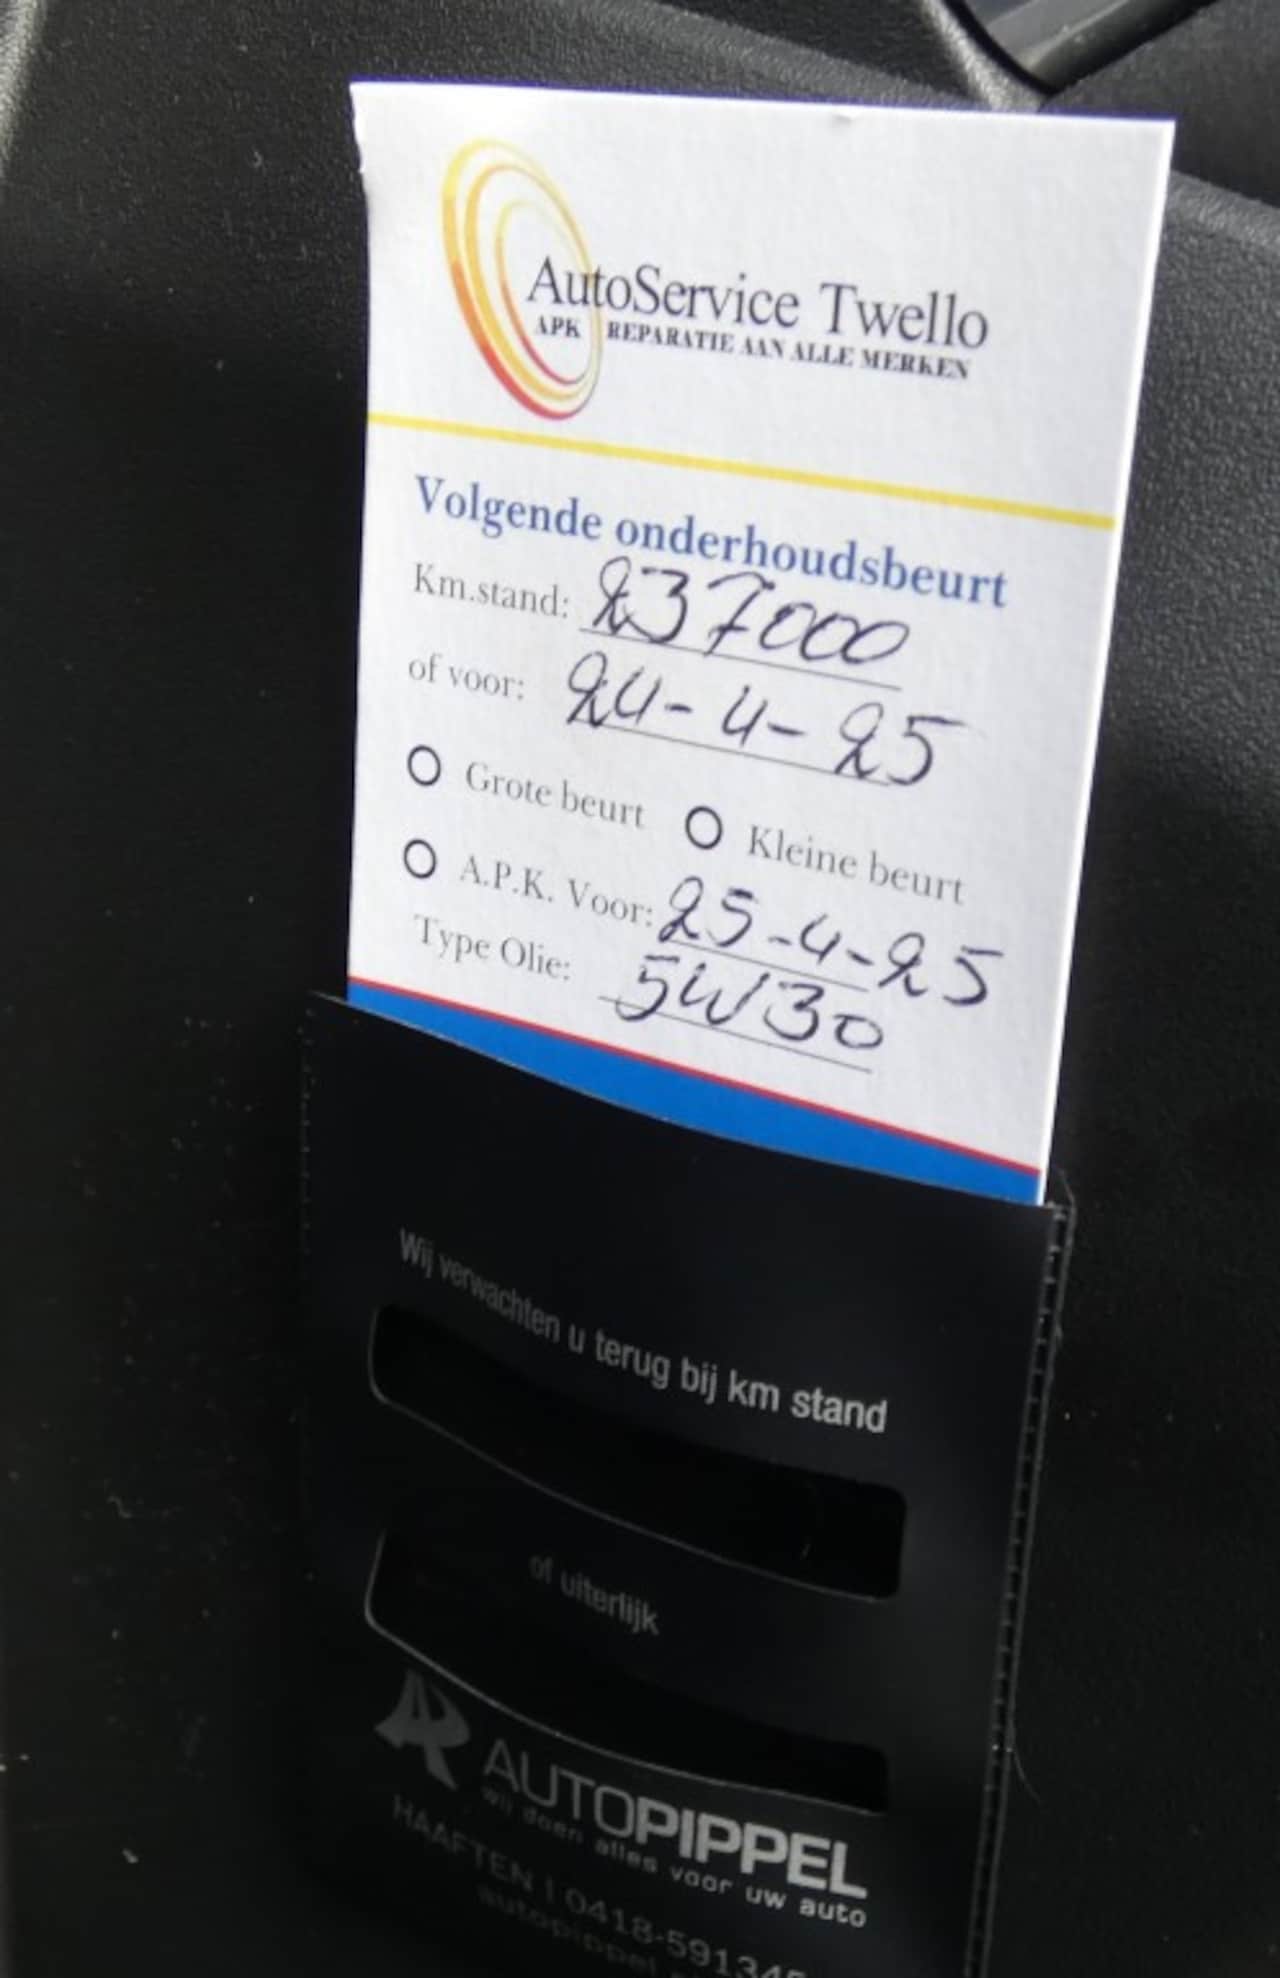 AutoService Twello
APK REPARATIE AAN ALLE MERKEN
Volgende onderhoudsbeurt
Km.stand: 237000
of voor: 24-4-25
Grote beurt Kleine beurt
A.P.K. Voor: 25-4-25
Type Olie: 5W30
Wij verwachten u terug bij km stand
of uiterlijk
AUTOPIPPEL
wij doen alles voor uw auto
HAAFTEN | 0418-591345
autopippel